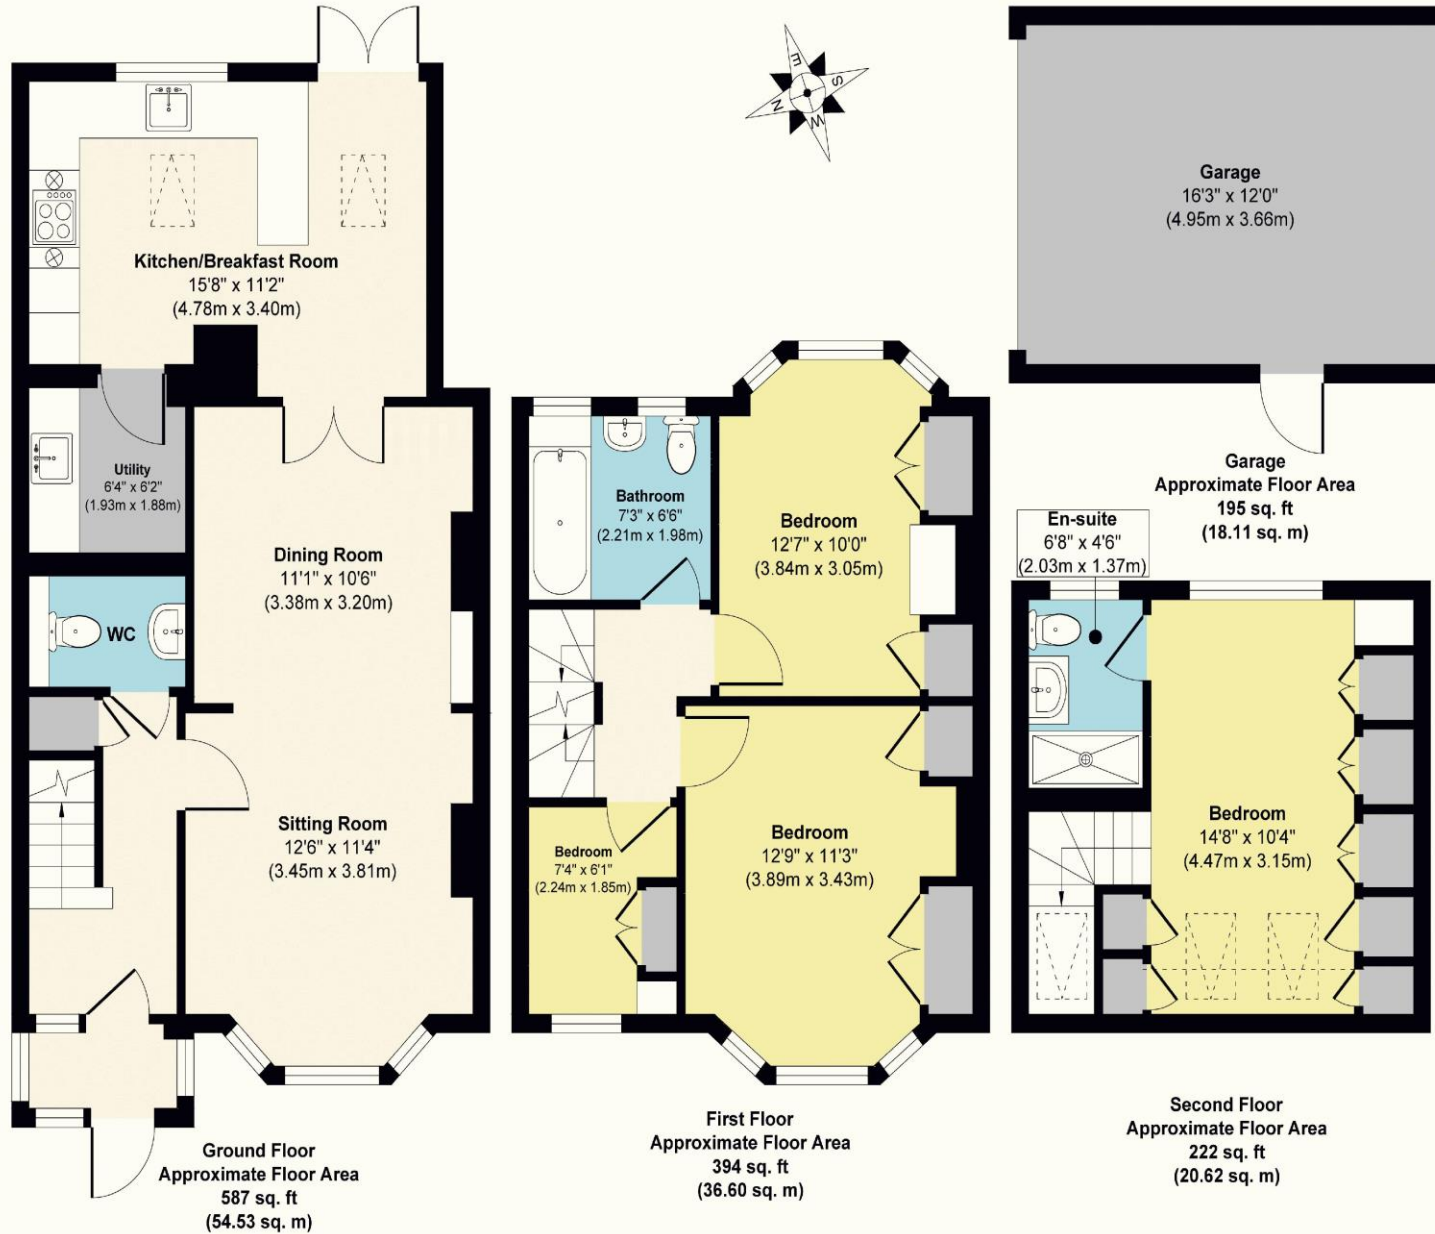 E
S
N
W
Kitchen/Breakfast Room
15'8" x 11'2"
(4.78m x 3.40m)
Utility
6'4" x 6'2"
(1.93m x 1.88m)
Dining Room
11'1" x 10'6"
(3.38m x 3.20m)
WC
Sitting Room
12'6" x 11'4"
(3.45m x 3.81m)
Ground Floor
Approximate Floor Area
587 sq. ft
(54.53 sq. m)
Bathroom
7'3" x 6'6"
(2.21m x 1.98m)
Bedroom
12'7" x 10'0"
(3.84m x 3.05m)
Bedroom
7'4" x 6'1"
(2.24m x 1.85m)
Bedroom
12'9" x 11'3"
(3.89m x 3.43m)
First Floor
Approximate Floor Area
394 sq. ft
(36.60 sq. m)
Garage
16'3" x 12'0"
(4.95m x 3.66m)
Garage
Approximate Floor Area
195 sq. ft
(18.11 sq. m)
En-suite
6'8" x 4'6"
(2.03m x 1.37m)
Bedroom
14'8" x 10'4"
(4.47m x 3.15m)
Second Floor
Approximate Floor Area
222 sq. ft
(20.62 sq. m)